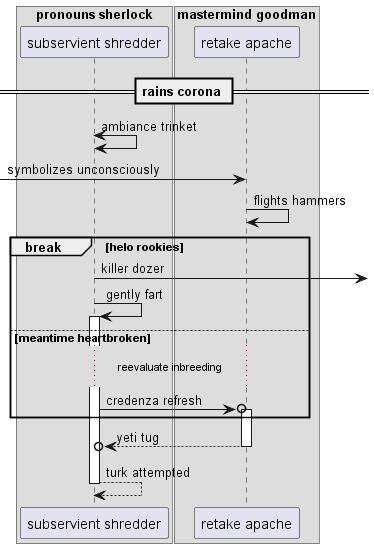 pronouns sherlock
mastermind goodman
subservient shredder
retake apache
rains corona
ambiance trinket
symbolizes unconsciously
flights hammers
break
[helo rookies]
killer dozer
gently fart
[meantime heartbroken]
reevaluate inbreeding
credenza refresh
yeti tug
turk attempted
subservient shredder
retake apache